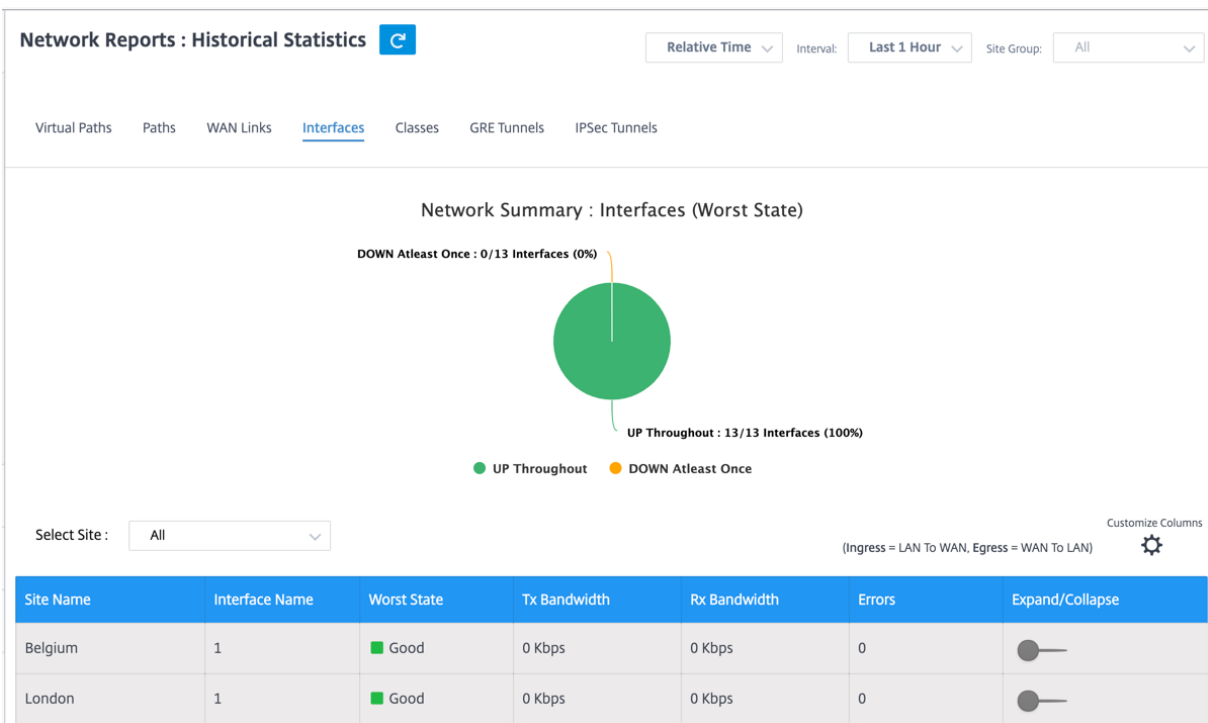 Network Reports : Historical Statistics
Relative Time Interval: Last 1 Hour Site Group: All
Virtual Paths Paths WAN Links Interfaces Classes GRE Tunnels IPSec Tunnels
Network Summary : Interfaces (Worst State)
DOWN Atleast Once : 0/13 Interfaces (0%)
UP Throughout : 13/13 Interfaces (100%)
UP Throughout DOWN Atleast Once
Customize Columns
Select Site : All
(Ingress = LAN To WAN, Egress = WAN To LAN)
Site Name Interface Name Worst State Tx Bandwidth Rx Bandwidth Errors Expand/Collapse
Belgium 1 Good 0 Kbps 0 Kbps 0
London 1 Good 0 Kbps 0 Kbps 0